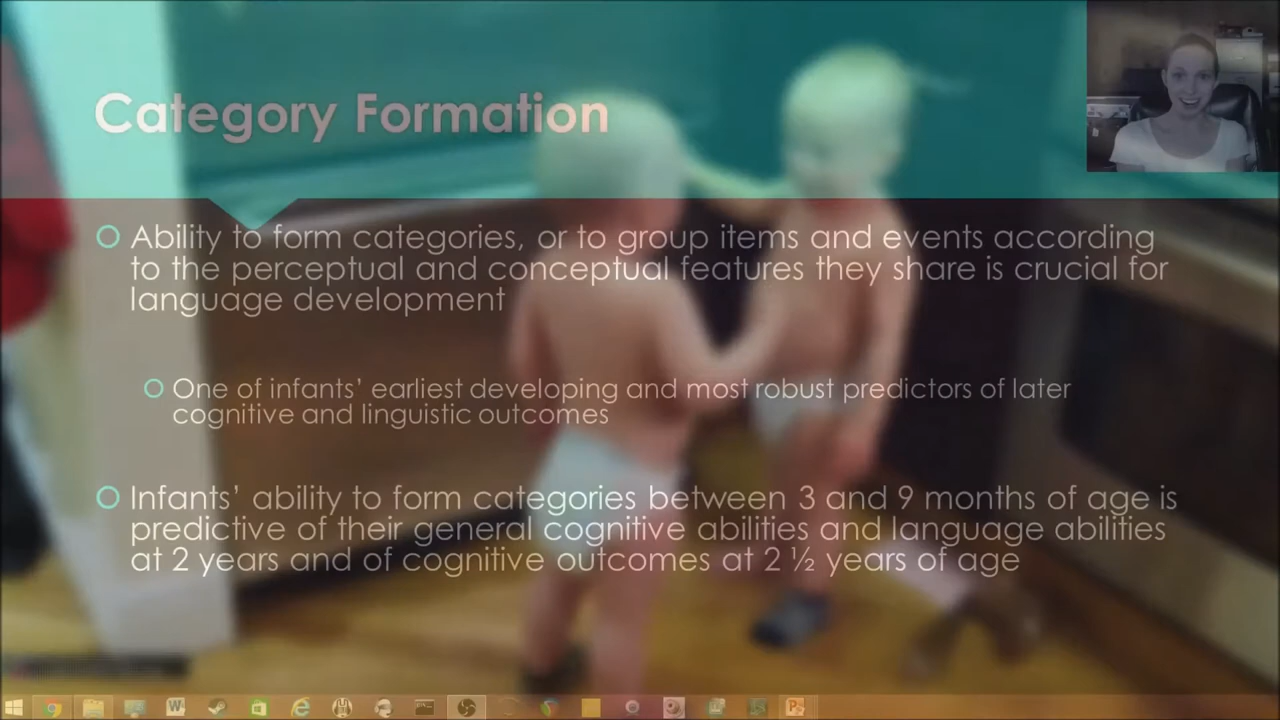 Category Formation
Ability to form categories, or to group items and events according
to the perceptual and conceptual features they share is crucial for
language development
One of infants’ earliest developing and most robust predictors of later
cognitive and linguistic outcomes
Infants’ ability to form categories between 3 and 9 months of age is
predictive of their general cognitive abilities and language abilities
at 2 years and of cognitive outcomes at 2 ½ years of age